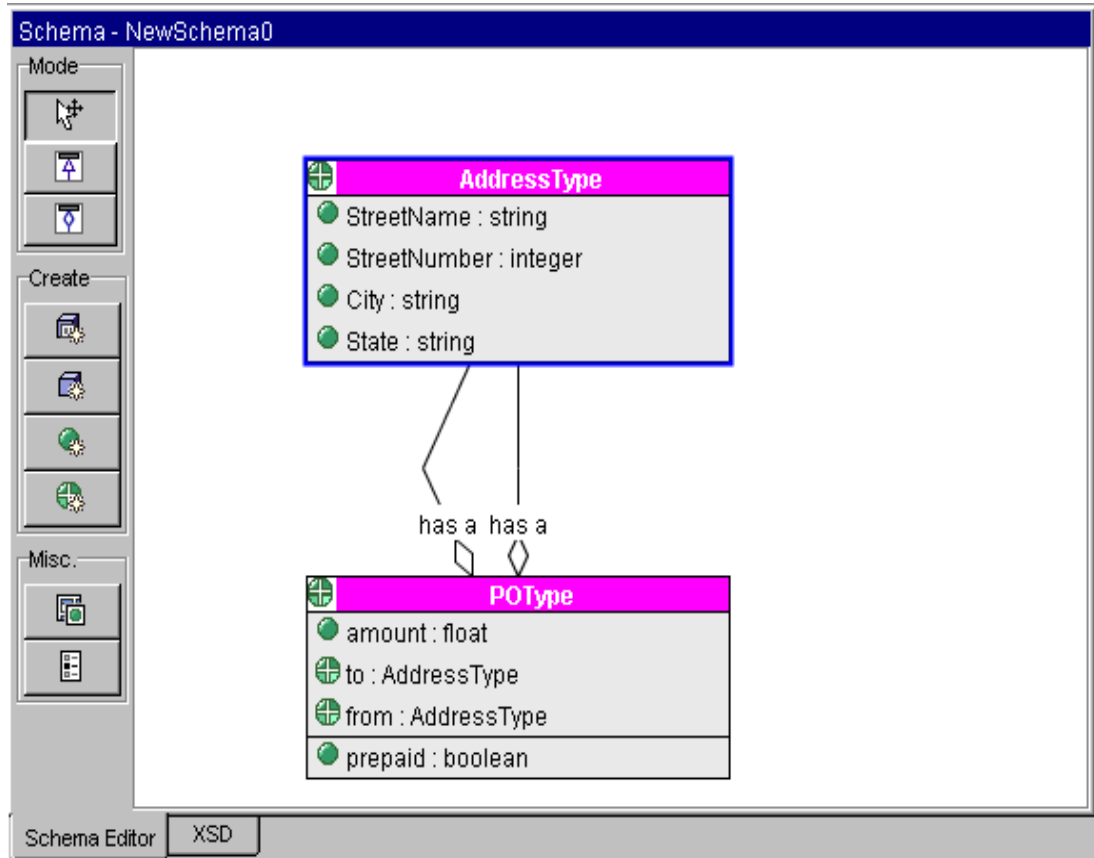 Schema - NewSchema0
Mode
AddressType
StreetName : string
StreetNumber : integer
Create
City : string
State : string
has a has a
Misc.
POType
amount : float
to : AddressType
from : AddressType
prepaid : boolean
Schema Editor XSD